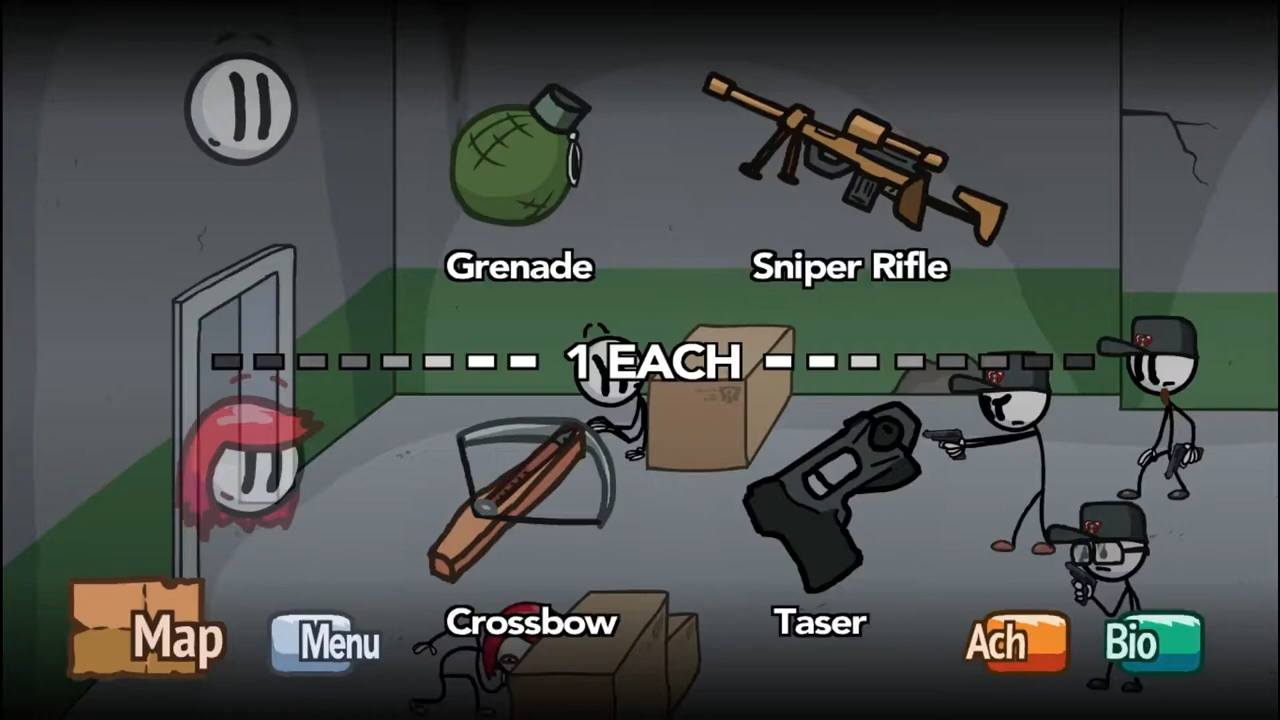 Grenade
Sniper Rifle
1 EACH
Crossbow
Taser
Map
Menu
Ach
Bio